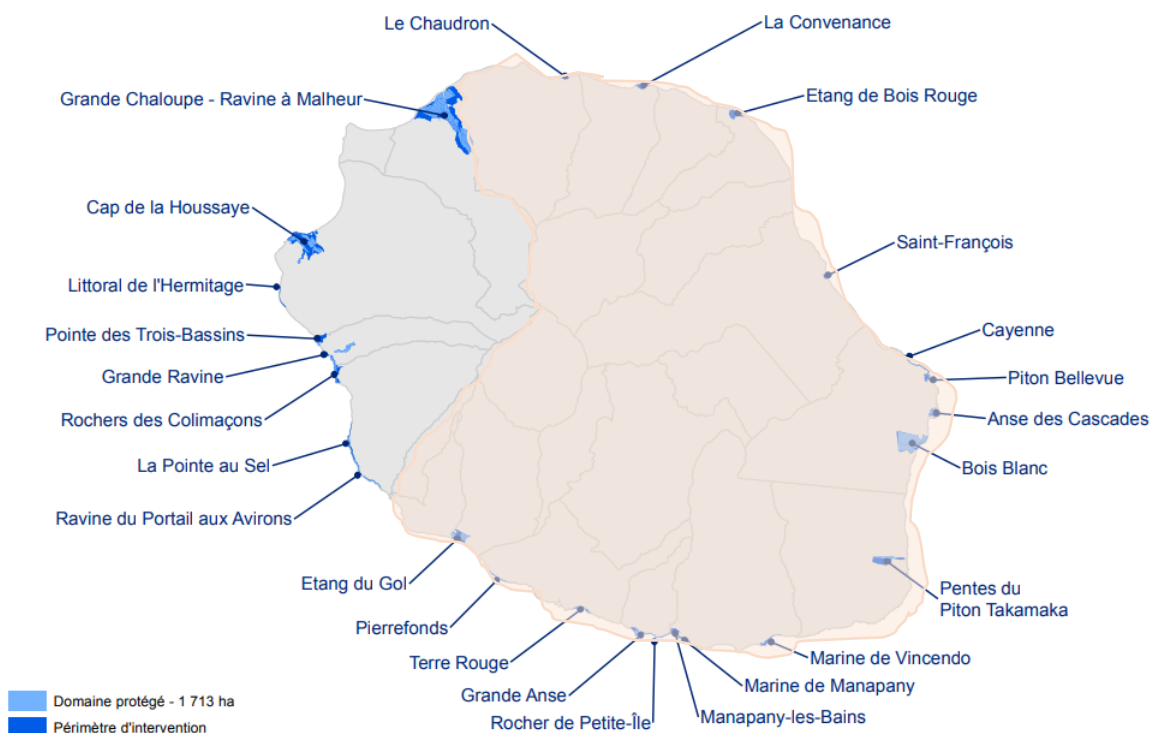 Le Chaudron
La Convenance
Grande Chaloupe - Ravine à Malheur
Etang de Bois Rouge
Cap de la Houssaye
Saint-François
Littoral de l'Hermitage
Pointe des Trois-Bassins
Cayenne
Grande Ravine
Piton Bellevue
Rochers des Colimaçons
Anse des Cascades
La Pointe au Sel
Bois Blanc
Ravine du Portail aux Avirons
Etang du Gol
Pentes du
Piton Takamaka
Pierrefonds
Terre Rouge
Marine de Vincendo
Grande Anse
Marine de Manapany
Rocher de Petite-Île
Manapany-les-Bains
Domaine protégé - 1 713 ha
Périmètre d'intervention